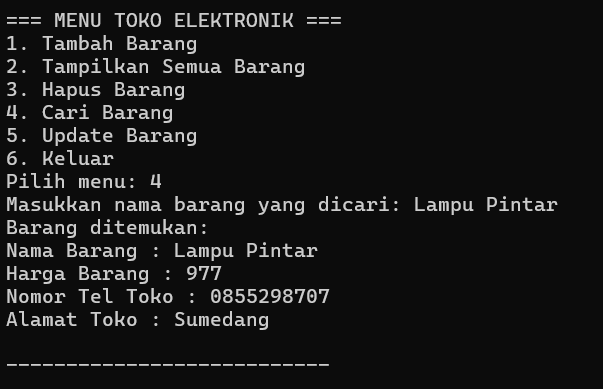 === MENU TOKO ELEKTRONIK ===
1. Tambah Barang
2. Tampilkan Semua Barang
3. Hapus Barang
4. Cari Barang
5. Update Barang
6. Keluar
Pilih menu: 4
Masukkan nama barang yang dicari: Lampu Pintar
Barang ditemukan:
Nama Barang : Lampu Pintar
Harga Barang : 977
Nomor Tel Toko : 0855298707
Alamat Toko : Sumedang
___________________________